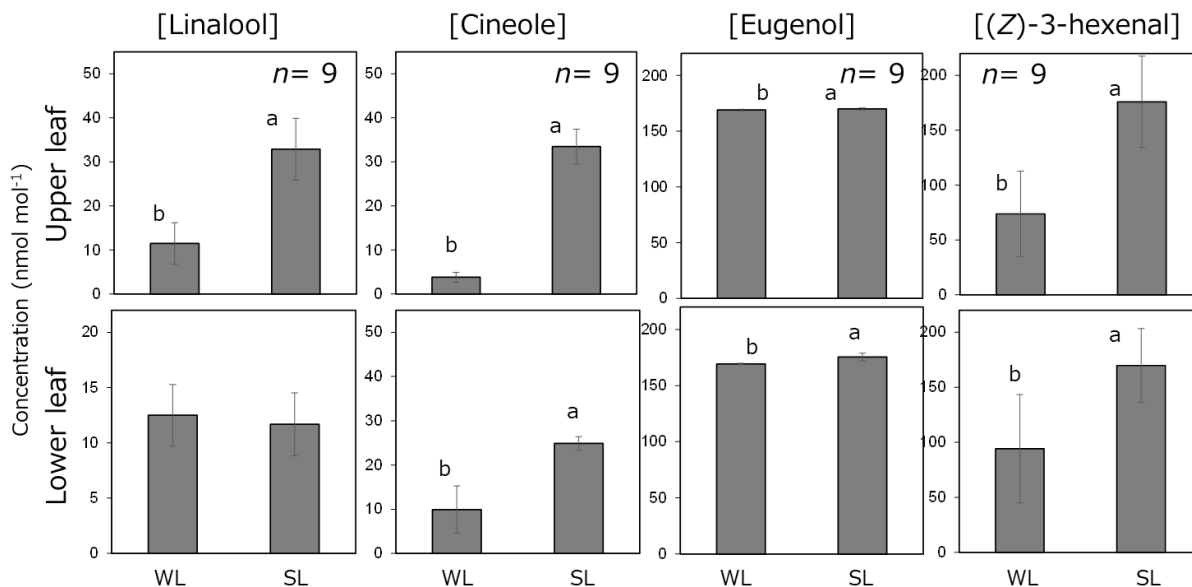 [Linalool] [Cineole] [Eugenol] [(Z)-3-hexenal]
Concentration (nmol mol-1)
Upper leaf
50
40
30
20
10
0
n= 9
b
a
50
40
30
20
10
0
n= 9
b
a
200
150
100
50
0
n= 9
b
a
200
150
100
50
0
n= 9
b
a
Lower leaf
20
15
10
5
0
50
40
30
20
10
0
b
a
200
150
100
50
0
b
a
200
150
100
50
0
b
a
WL SL WL SL WL SL WL SL